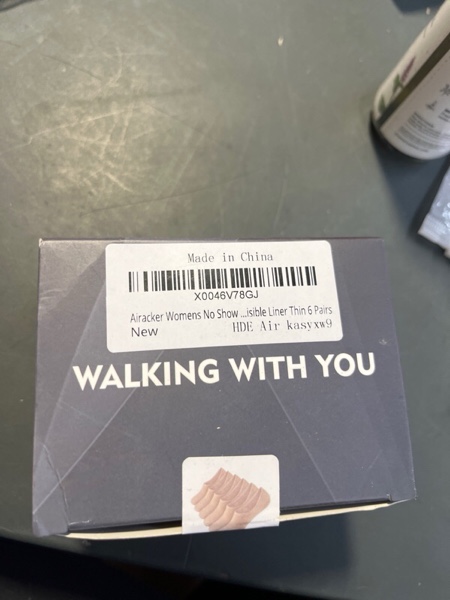 Made in China
X0046V78GJ
Airacker Womens No Show ...isible Liner Thin 6 Pairs
New HDE Air kasyxw9
WALKING WITH YOU